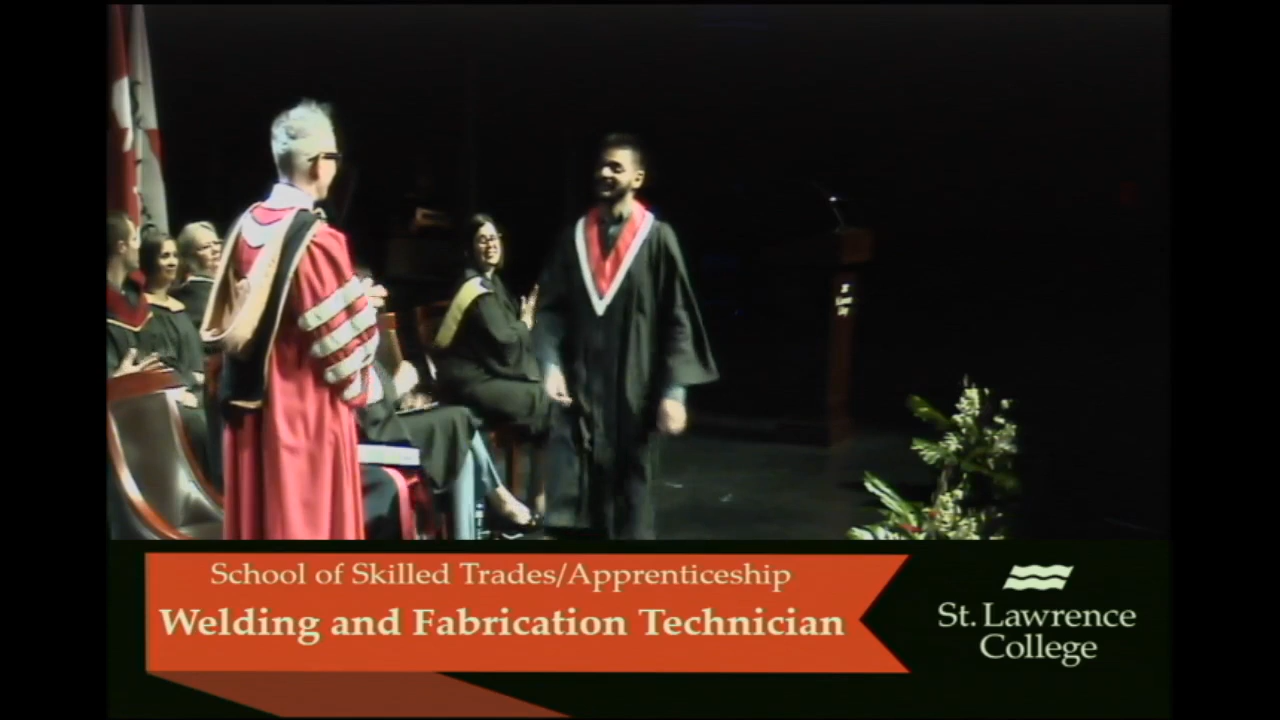 School of Skilled Trades/Apprenticeship
Welding and Fabrication Technician
St. Lawrence
College